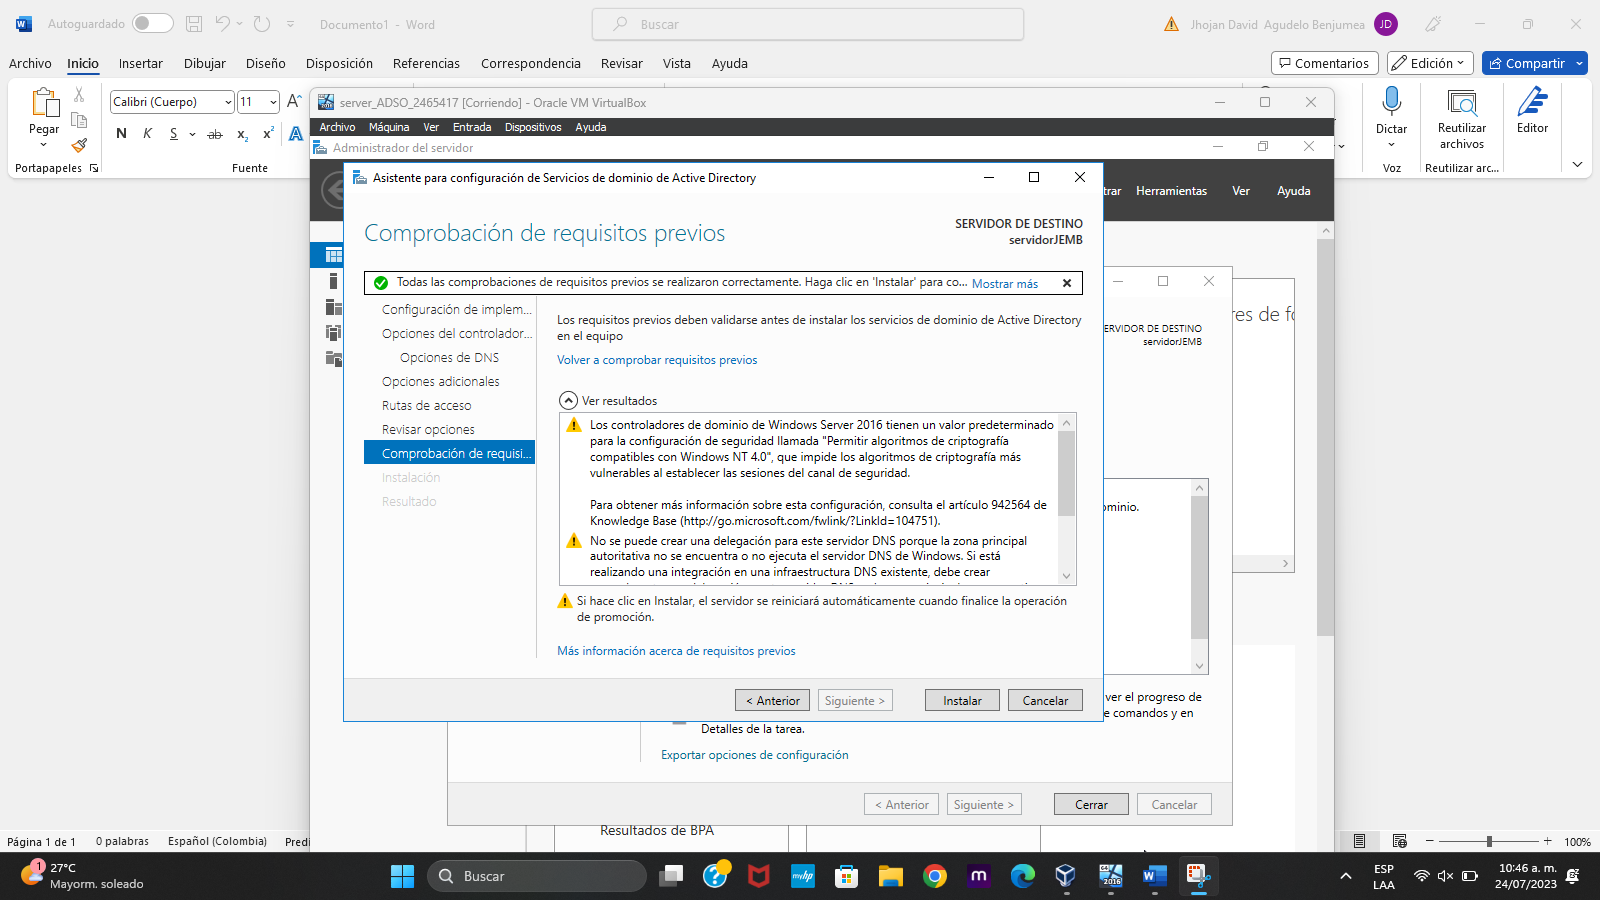 Autoguardado
Documento1 - Word
Buscar
Jhojan David Agudelo Benjumea
JD
Archivo
Inicio
Insertar
Dibujar
Diseño
Disposición
Referencias
Correspondencia
Revisar
Vista
Ayuda
Comentarios
Edición
Compartir
Pegar
Portapapeles
Calibri (Cuerpo)
11
N K S ab x₂ x² A
Fuente
Dictar
Voz
Reutilizar
archivos
Reutilizar arc...
Editor
server_ADSO_2465417 [Corriendo] - Oracle VM VirtualBox
Archivo Máquina Ver Entrada Dispositivos Ayuda
Administrador del servidor
trar Herramientas Ver Ayuda
Asistente para configuración de Servicios de dominio de Active Directory
Comprobación de requisitos previos
SERVIDOR DE DESTINO
servidorJEMB
Todas las comprobaciones de requisitos previos se realizaron correctamente. Haga clic en 'Instalar' para co... Mostrar más
Configuración de implem...
Opciones del controlador...
Opciones de DNS
Opciones adicionales
Rutas de acceso
Revisar opciones
Comprobación de requisi...
Instalación
Resultado
Los requisitos previos deben validarse antes de instalar los servicios de dominio de Active Directory
en el equipo
Volver a comprobar requisitos previos
Ver resultados
Los controladores de dominio de Windows Server 2016 tienen un valor predeterminado
para la configuración de seguridad llamada "Permitir algoritmos de criptografía
compatibles con Windows NT 4.0", que impide los algoritmos de criptografía más
vulnerables al establecer las sesiones del canal de seguridad.
Para obtener más información sobre esta configuración, consulta el artículo 942564 de
Knowledge Base (http://go.microsoft.com/fwlink/?LinkId=104751).
No se puede crear una delegación para este servidor DNS porque la zona principal
autoritativa no se encuentra o no ejecuta el servidor DNS de Windows. Si está
realizando una integración en una infraestructura DNS existente, debe crear
Si hace clic en Instalar, el servidor se reiniciará automáticamente cuando finalice la operación
de promoción.
Más información acerca de requisitos previos
< Anterior
Siguiente >
Instalar
Cancelar
ERVIDOR DE DESTINO
servidorJEMB
res de fo
ominio.
ver el progreso de
e comandos y en
Detalles de la tarea.
Exportar opciones de configuración
< Anterior
Siguiente >
Cerrar
Cancelar
Resultados de BPA
Página 1 de 1
0 palabras
Español (Colombia)
Predi
100%
1
27°C
Mayorm. soleado
Buscar
myhp
2016
ESP
LAA
10:46 a. m.
24/07/2023